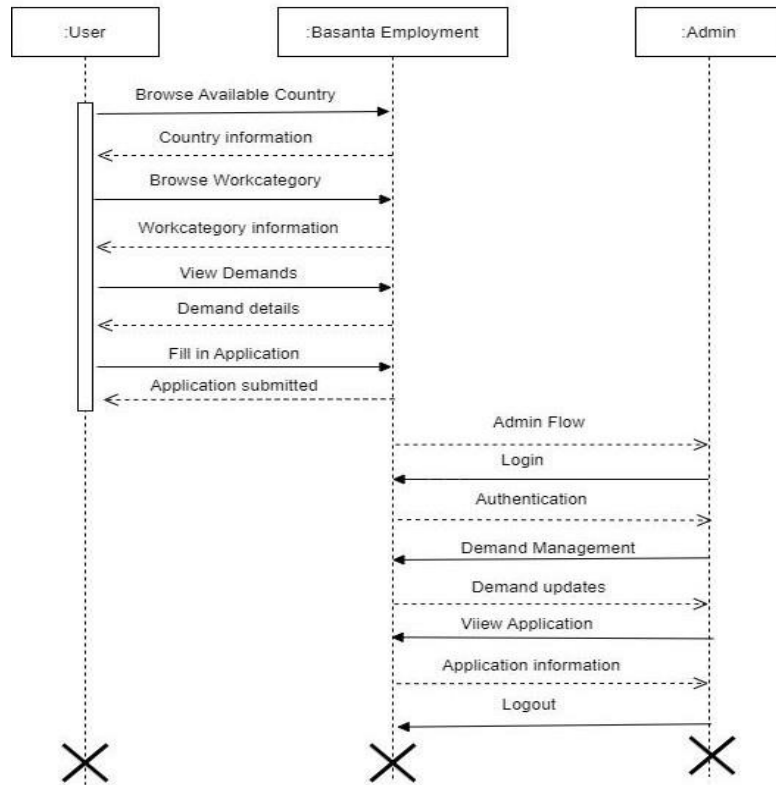 :User
:Basanta Employment
:Admin
Browse Available Country
Country information
Browse Workcategory
Workcategory information
View Demands
Demand details
Fill in Application
Application submitted
Admin Flow
Login
Authentication
Demand Management
Demand updates
Viiew Application
Application information
Logout